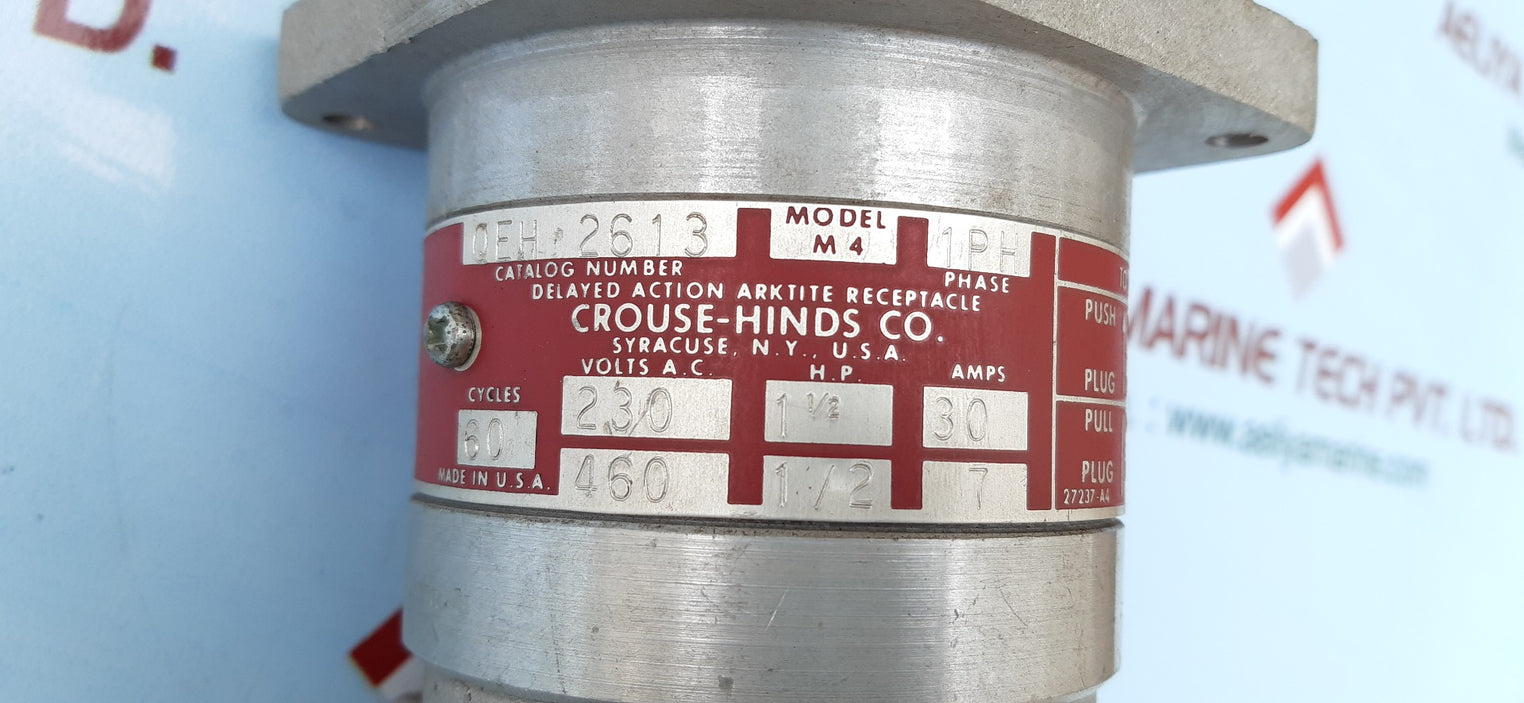 D.
QEH 2613 MODEL M 4 1PH
CATALOG NUMBER PHASE
DELAYED ACTION ARKTITE RECEPTACLE
CROUSE-HINDS CO.
SYRACUSE, N.Y., U.S.A.
CYCLES VOLTS A.C. H.P. AMPS
60 230 1 1/2 30
460 1/2 7
MADE IN U.S.A.
PUSH
PLUG
PULL
PLUG
27237-A4
AELIYA
MARINE TECH PVT. LTD.
: www.aeliyamarine.com